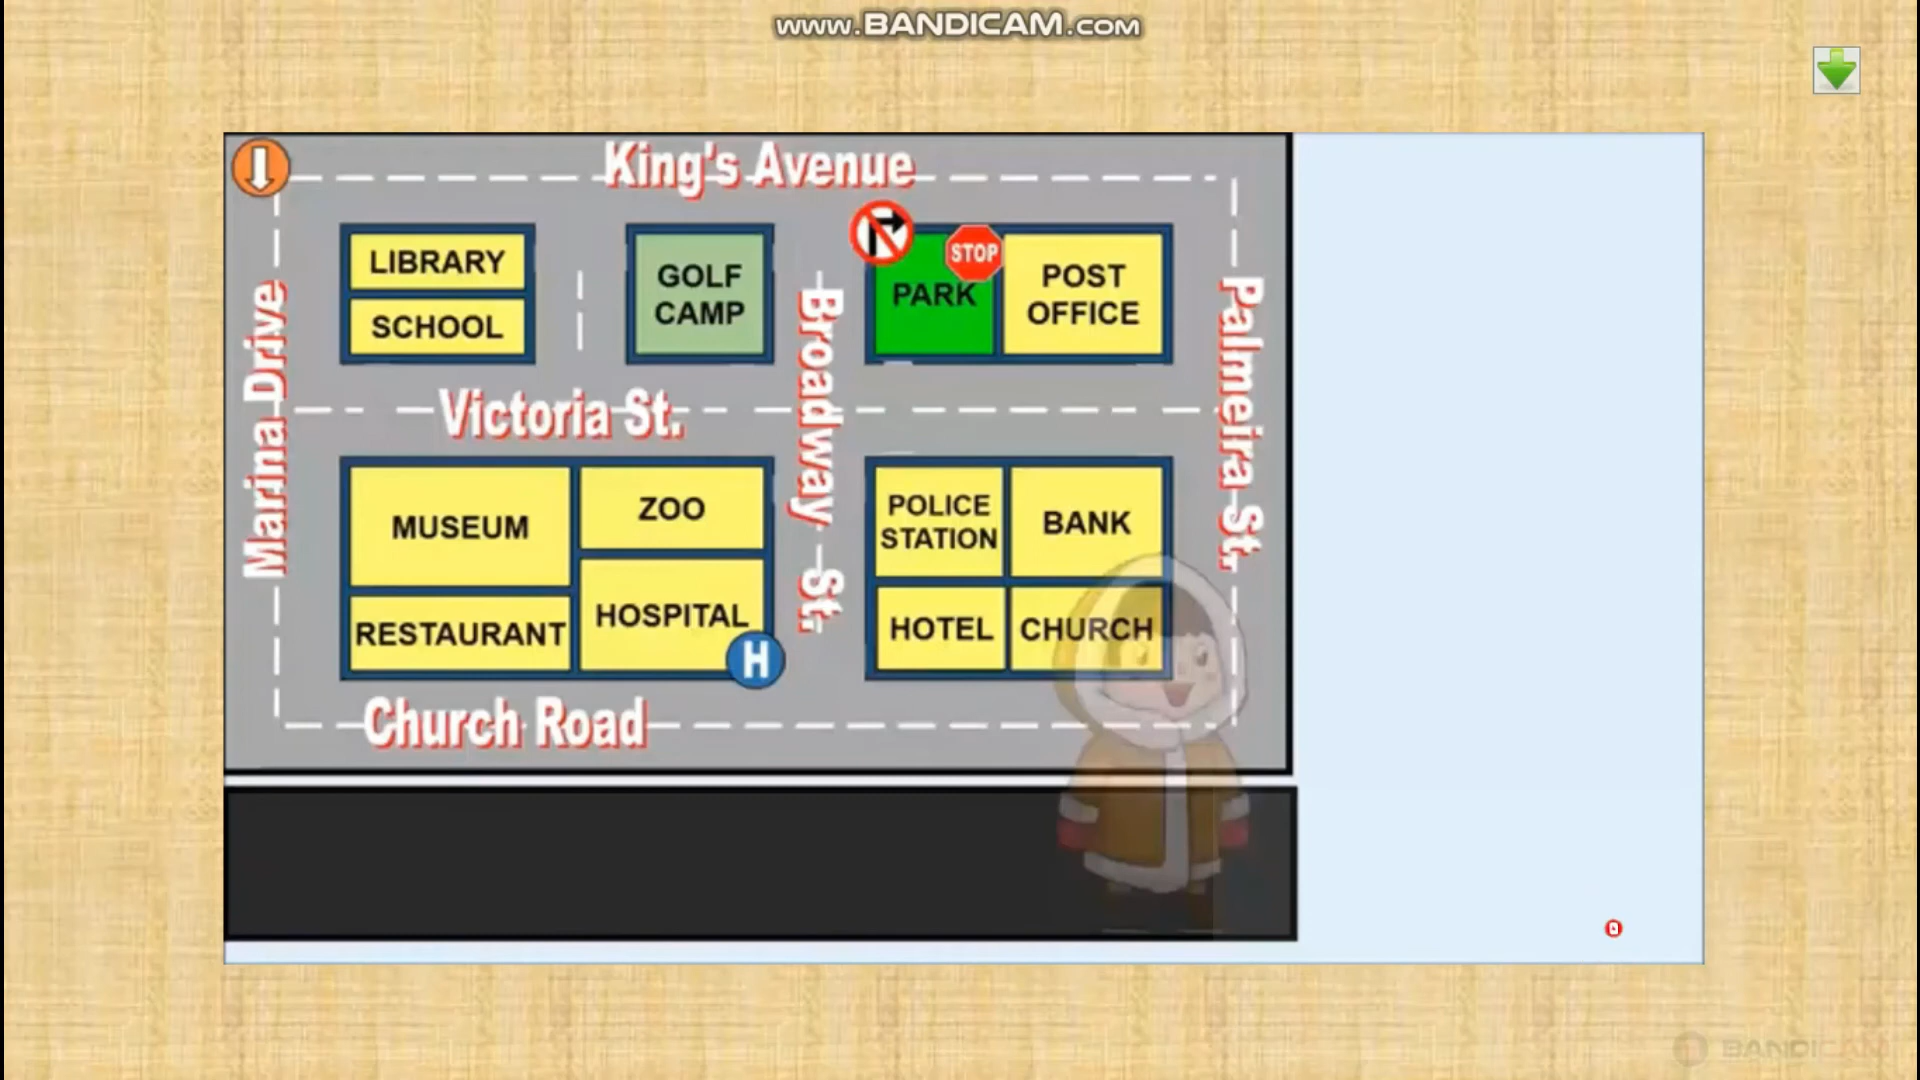 www.BANDICAM.com
King's Avenue
LIBRARY
SCHOOL
GOLF
CAMP
STOP
PARK
POST
OFFICE
Marina Drive
Victoria St.
Broadway St.
Palmeira St.
MUSEUM
ZOO
RESTAURANT
HOSPITAL
H
POLICE
STATION
BANK
HOTEL
CHURCH
Church Road
BANDICAM